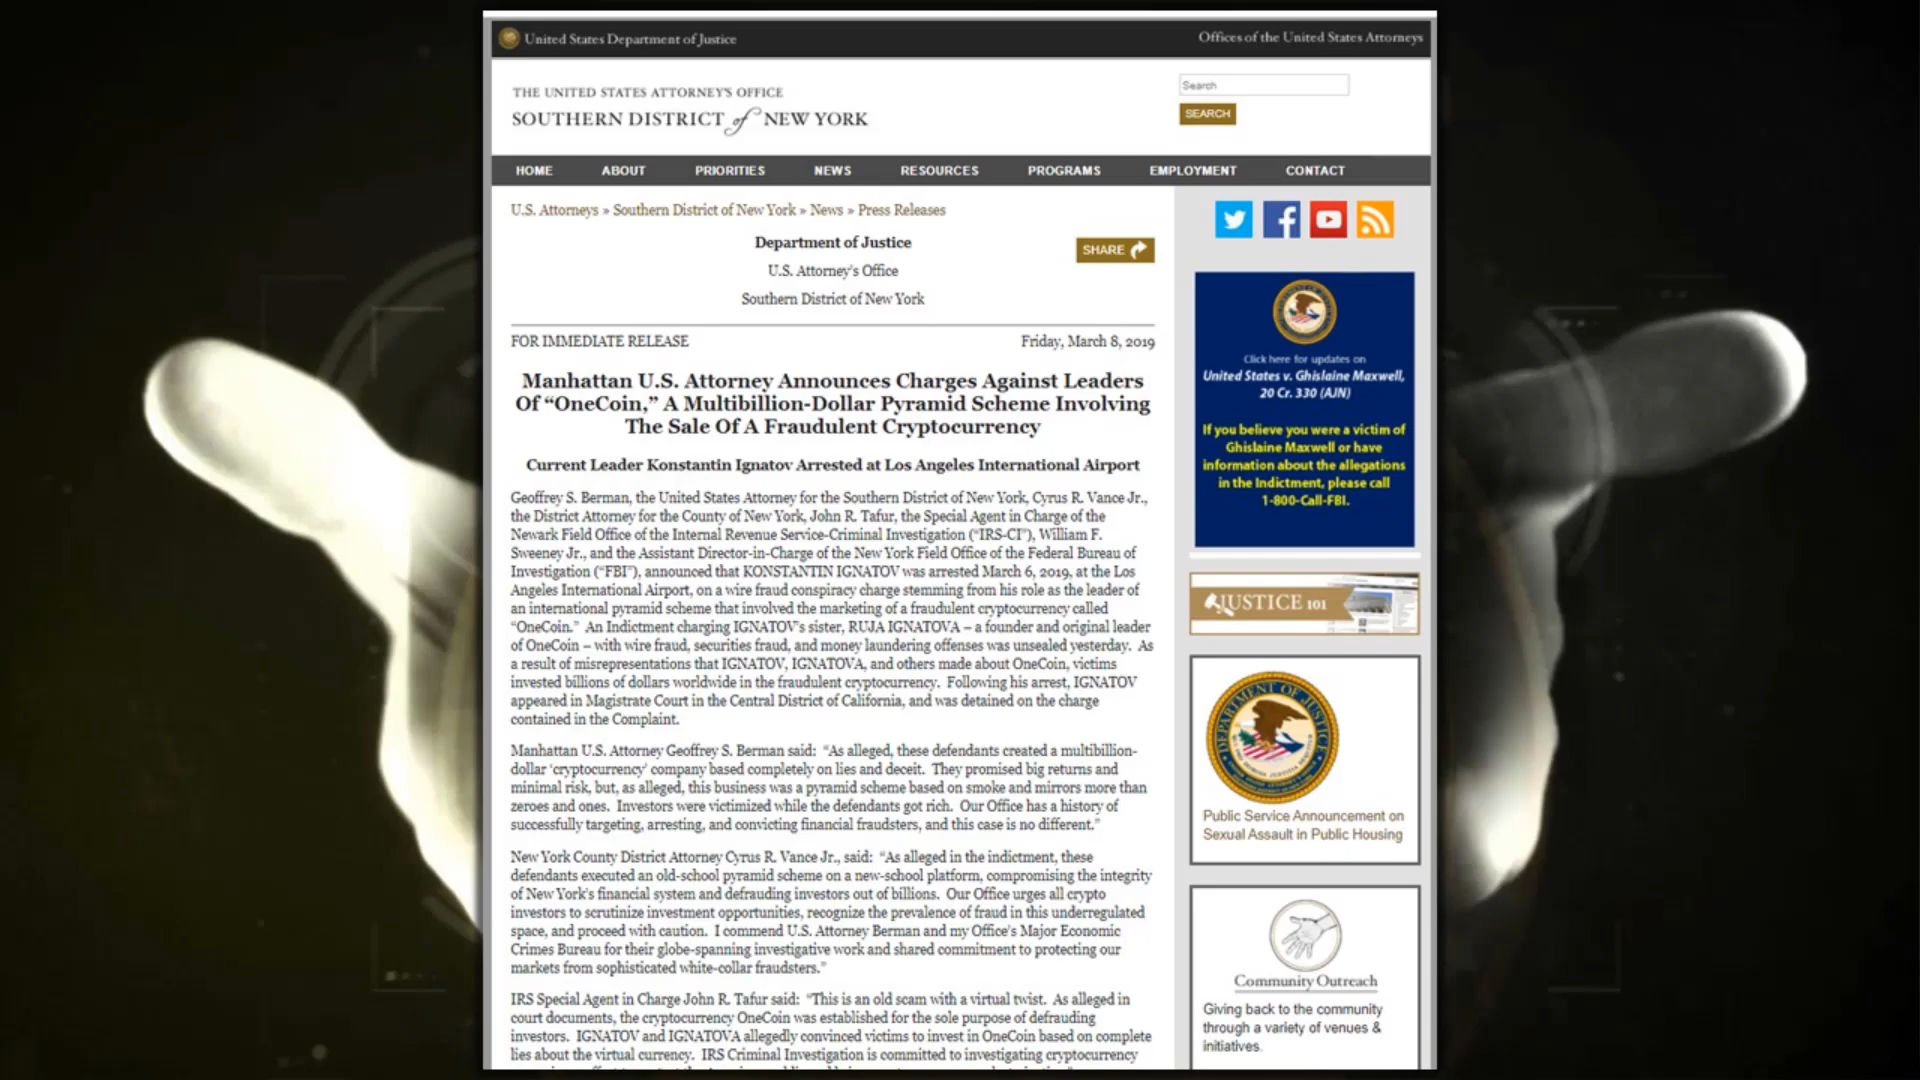 United States Department of Justice
Offices of the United States Attorneys
THE UNITED STATES ATTORNEY'S OFFICE
SOUTHERN DISTRICT of NEW YORK
Search
SEARCH
HOME ABOUT PRIORITIES NEWS RESOURCES PROGRAMS EMPLOYMENT CONTACT
U.S. Attorneys » Southern District of New York » News » Press Releases
Department of Justice
SHARE
U.S. Attorney's Office
Southern District of New York
FOR IMMEDIATE RELEASE
Friday, March 8, 2019
Manhattan U.S. Attorney Announces Charges Against Leaders
Of “OneCoin,” A Multibillion-Dollar Pyramid Scheme Involving
The Sale Of A Fraudulent Cryptocurrency
Current Leader Konstantin Ignatov Arrested at Los Angeles International Airport
Geoffrey S. Berman, the United States Attorney for the Southern District of New York, Cyrus R. Vance Jr.,
the District Attorney for the County of New York, John R. Tafur, the Special Agent in Charge of the
Newark Field Office of the Internal Revenue Service-Criminal Investigation (“IRS-CI”), William F.
Sweeney Jr., and the Assistant Director-in-Charge of the New York Field Office of the Federal Bureau of
Investigation (“FBI”), announced that KONSTANTIN IGNATOV was arrested March 6, 2019, at the Los
Angeles International Airport, on a wire fraud conspiracy charge stemming from his role as the leader of
an international pyramid scheme that involved the marketing of a fraudulent cryptocurrency called
“OneCoin.”  An Indictment charging IGNATOV's sister, RUJA IGNATOVA – a founder and original leader
of OneCoin – with wire fraud, securities fraud, and money laundering offenses was unsealed yesterday.  As
a result of misrepresentations that IGNATOV, IGNATOVA, and others made about OneCoin, victims
invested billions of dollars worldwide in the fraudulent cryptocurrency.  Following his arrest, IGNATOV
appeared in Magistrate Court in the Central District of California, and was detained on the charge
contained in the Complaint.
Manhattan U.S. Attorney Geoffrey S. Berman said:  “As alleged, these defendants created a multibillion-
dollar ‘cryptocurrency’ company based completely on lies and deceit.  They promised big returns and
minimal risk, but, as alleged, this business was a pyramid scheme based on smoke and mirrors more than
zeroes and ones.  Investors were victimized while the defendants got rich.  Our Office has a history of
successfully targeting, arresting, and convicting financial fraudsters, and this case is no different.”
New York County District Attorney Cyrus R. Vance Jr., said:  “As alleged in the indictment, these
defendants executed an old-school pyramid scheme on a new-school platform, compromising the integrity
of New York's financial system and defrauding investors out of billions.  Our Office urges all crypto
investors to scrutinize investment opportunities, recognize the prevalence of fraud in this underregulated
space, and proceed with caution.  I commend U.S. Attorney Berman and my Office's Major Economic
Crimes Bureau for their globe-spanning investigative work and shared commitment to protecting our
markets from sophisticated white-collar fraudsters.”
IRS Special Agent in Charge John R. Tafur said:  “This is an old scam with a virtual twist.  As alleged in
court documents, the cryptocurrency OneCoin was established for the sole purpose of defrauding
investors.  IGNATOV and IGNATOVA allegedly convinced victims to invest in OneCoin based on complete
lies about the virtual currency.  IRS Criminal Investigation is committed to investigating cryptocurrency
Click here for updates on
United States v. Ghislaine Maxwell,
20 Cr. 330 (AJN)
If you believe you were a victim of
Ghislaine Maxwell or have
information about the allegations
in the Indictment, please call
1-800-Call-FBI.
JUSTICE 101
DEPARTMENT OF JUSTICE
Public Service Announcement on
Sexual Assault in Public Housing
Community Outreach
Giving back to the community
through a variety of venues &
initiatives.